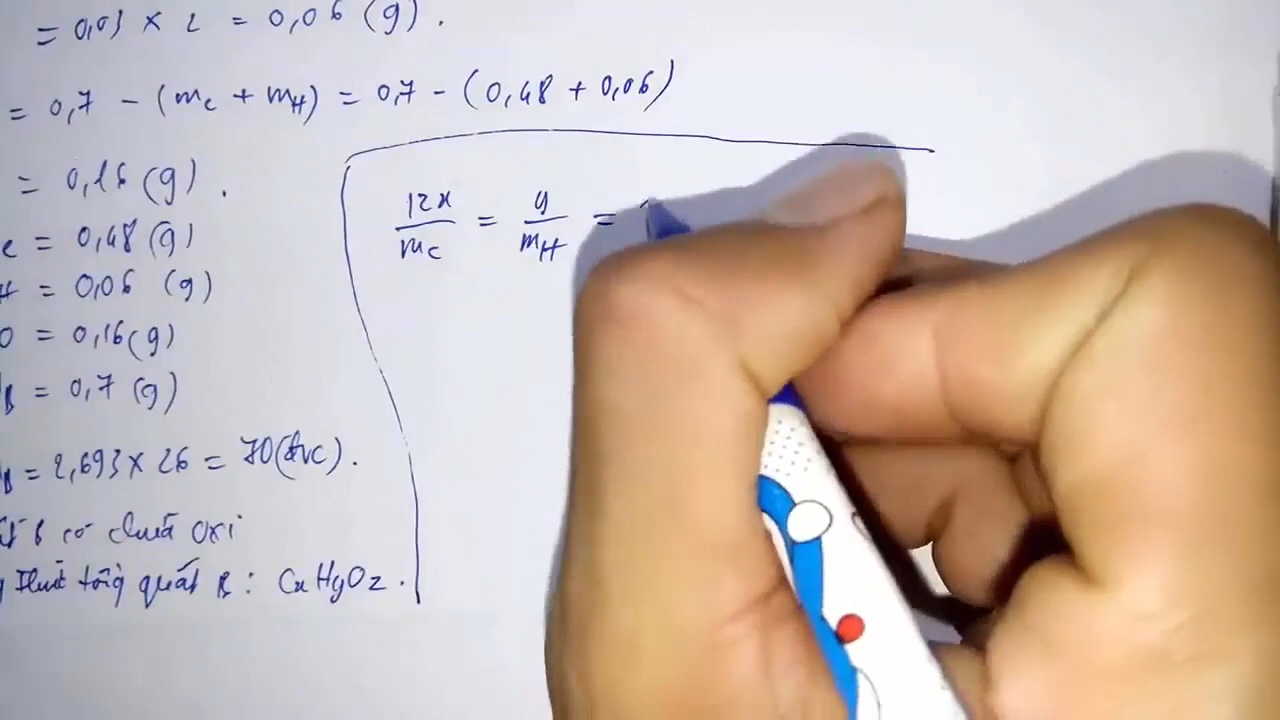 = 0,03 × 2 = 0,06 (g).
= 0,7 - (mC + mH) = 0,7 - (0,48 + 0,06)
= 0,16 (g).
C = 0,48 (g)
H = 0,06 (g)
O = 0,16 (g)
B = 0,7 (g)
B = 2,693 × 26 = 70 (đvC).
B có chứa oxi
thức tổng quát B: CxHyOz.
12x/mC = y/mH =